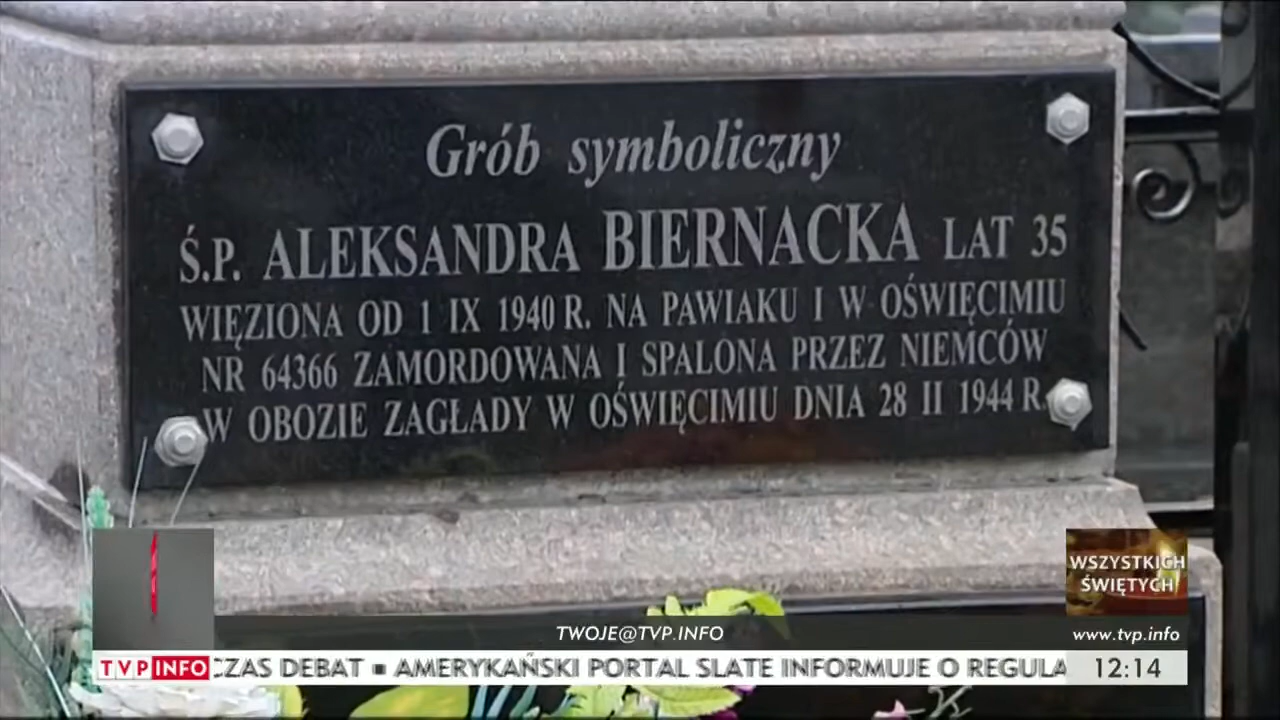 Grób symboliczny
Ś.P. ALEKSANDRA BIERNACKA LAT 35
WIĘZIONA OD 1 IX 1940 R. NA PAWIAKU I W OŚWIĘCIMIU
NR 64366 ZAMORDOWANA I SPALONA PRZEZ NIEMCÓW
W OBOZIE ZAGŁADY W OŚWIĘCIMIU DNIA 28 II 1944 R.
WSZYSTKICH
ŚWIĘTYCH
TWOJE@TVP.INFO
www.tvp.info
TVP INFO CZAS DEBAT ▪ AMERYKAŃSKI PORTAL SLATE INFORMUJE O REGULA 12:14